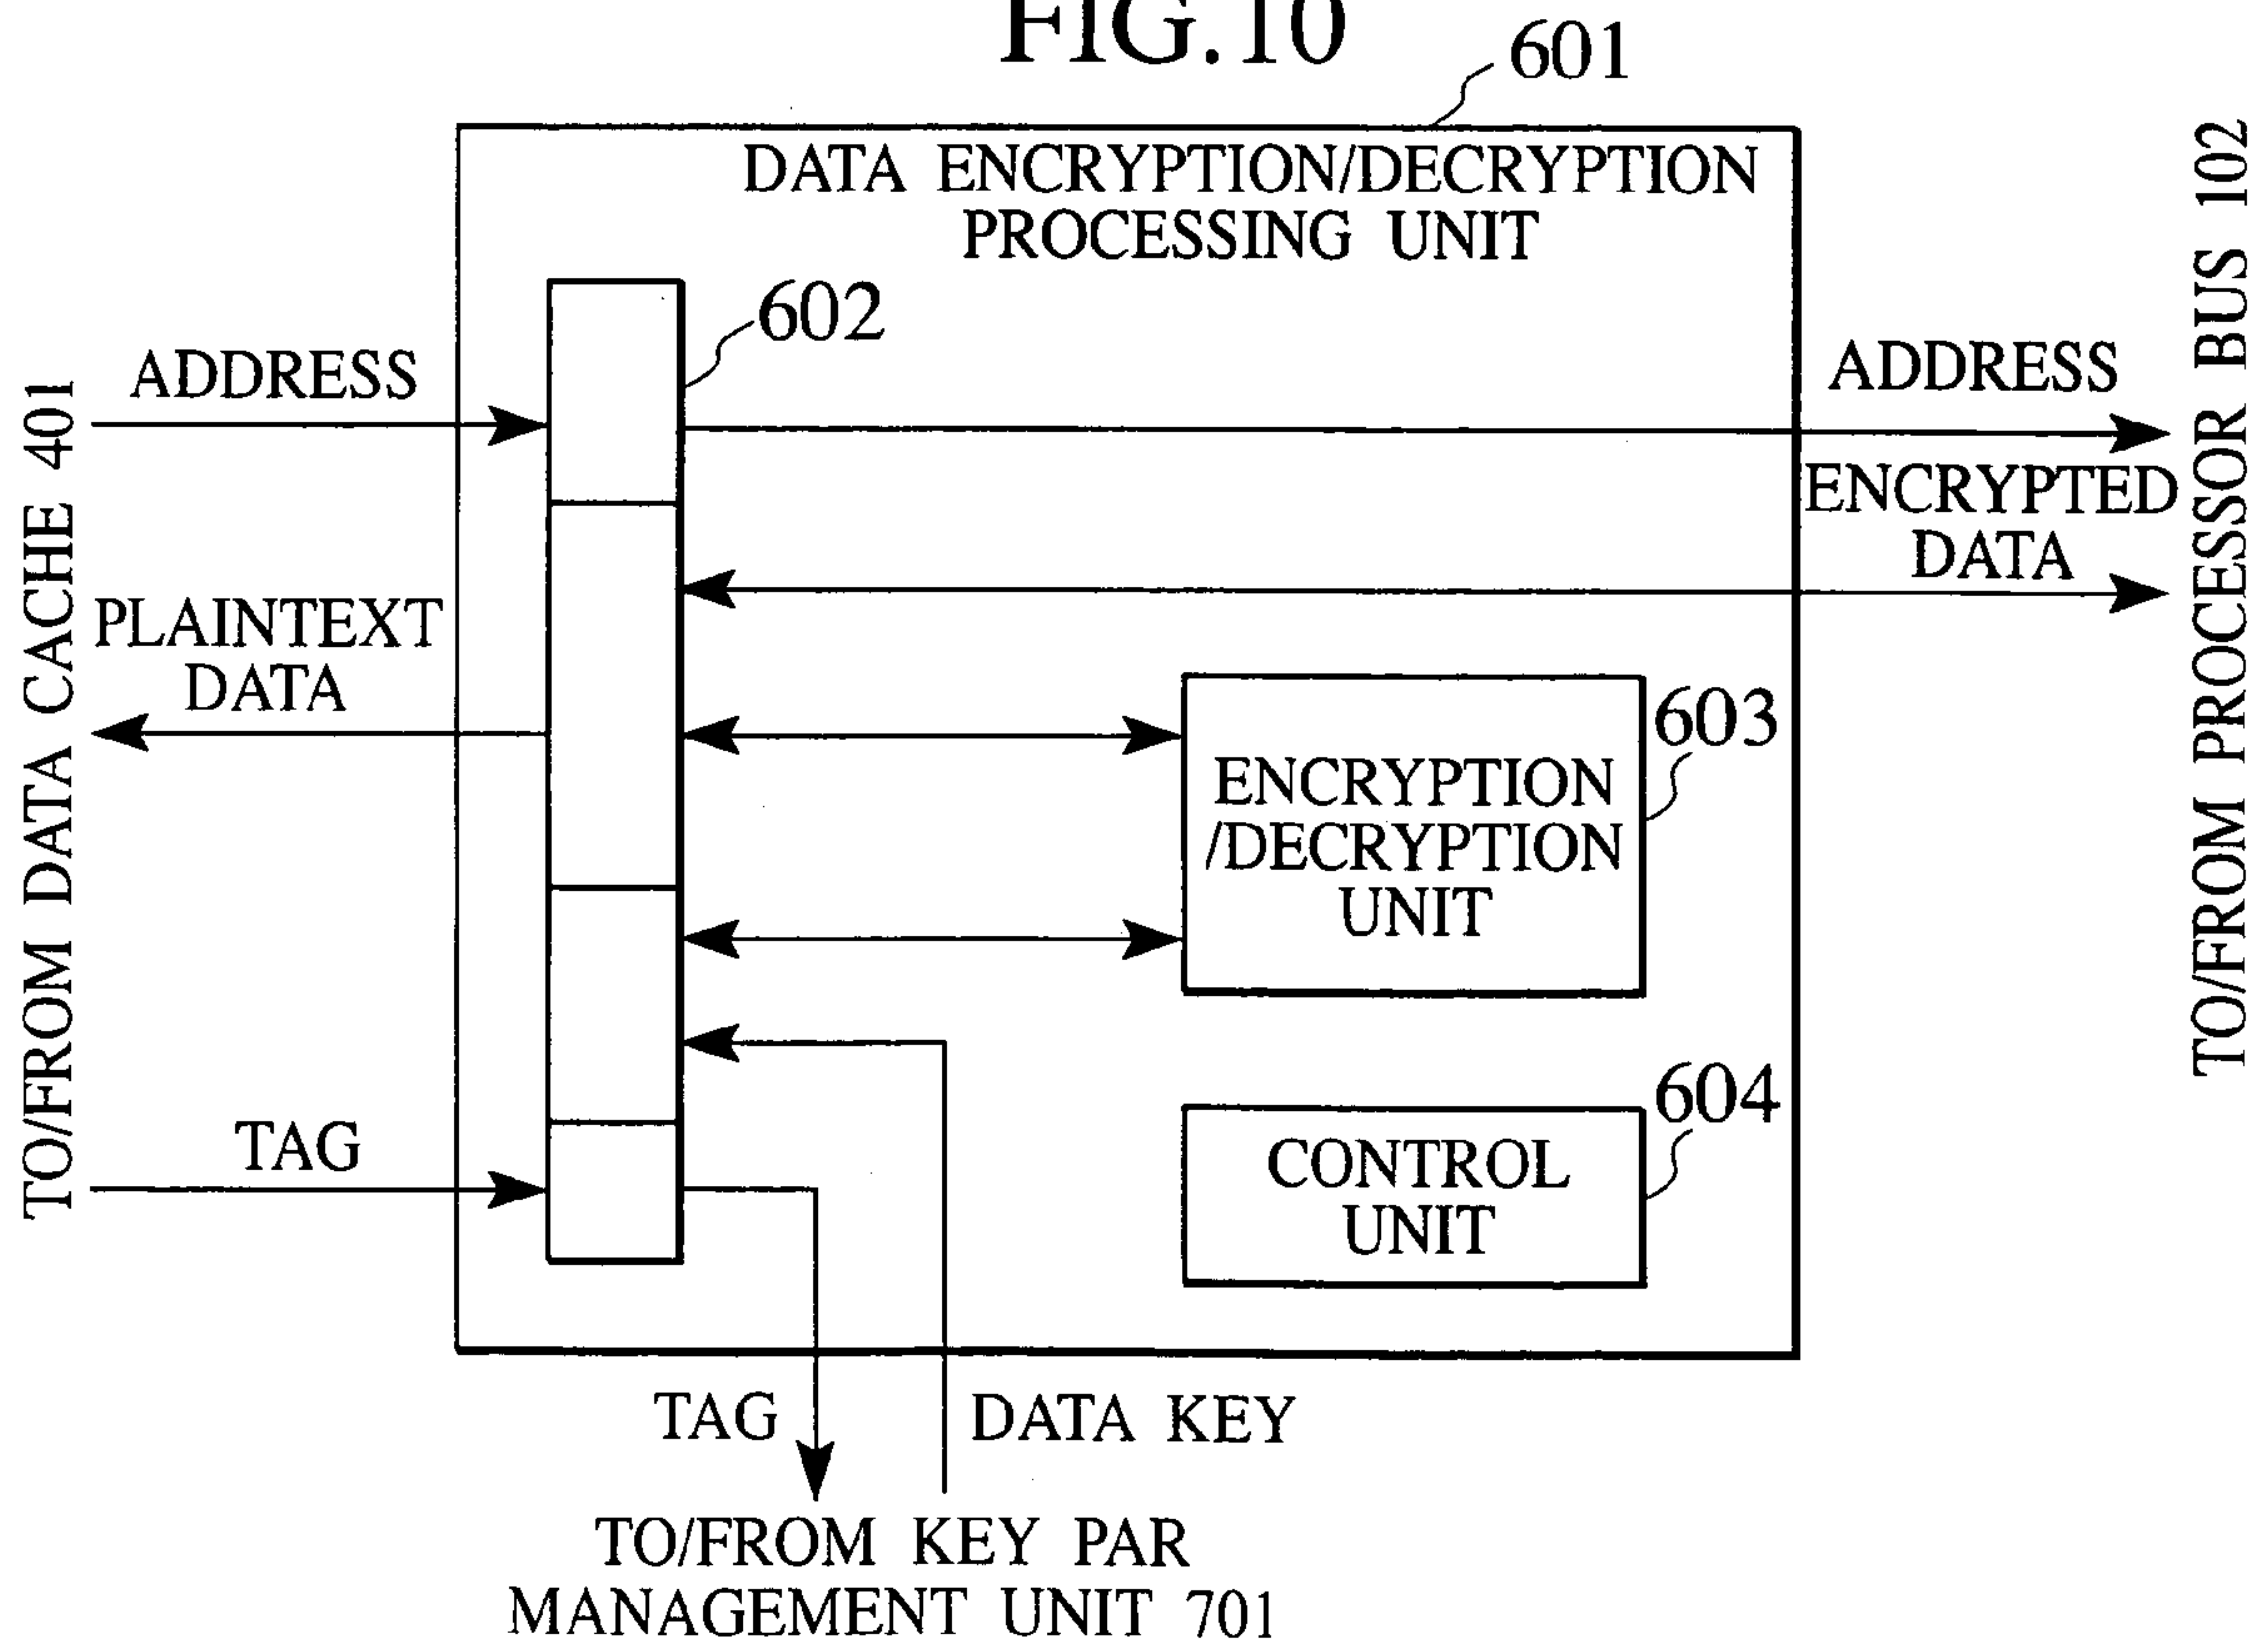 FIG.10
601
DATA ENCRYPTION/DECRYPTION
PROCESSING UNIT
602
ADDRESS
ADDRESS
ENCRYPTED
DATA
PLAINTEXT
DATA
603
ENCRYPTION
/DECRYPTION
UNIT
604
CONTROL
UNIT
TAG
TAG
DATA KEY
TO/FROM KEY PAR
MANAGEMENT UNIT 701
TO/FROM DATA CACHE 401
TO/FROM PROCESSOR BUS 102